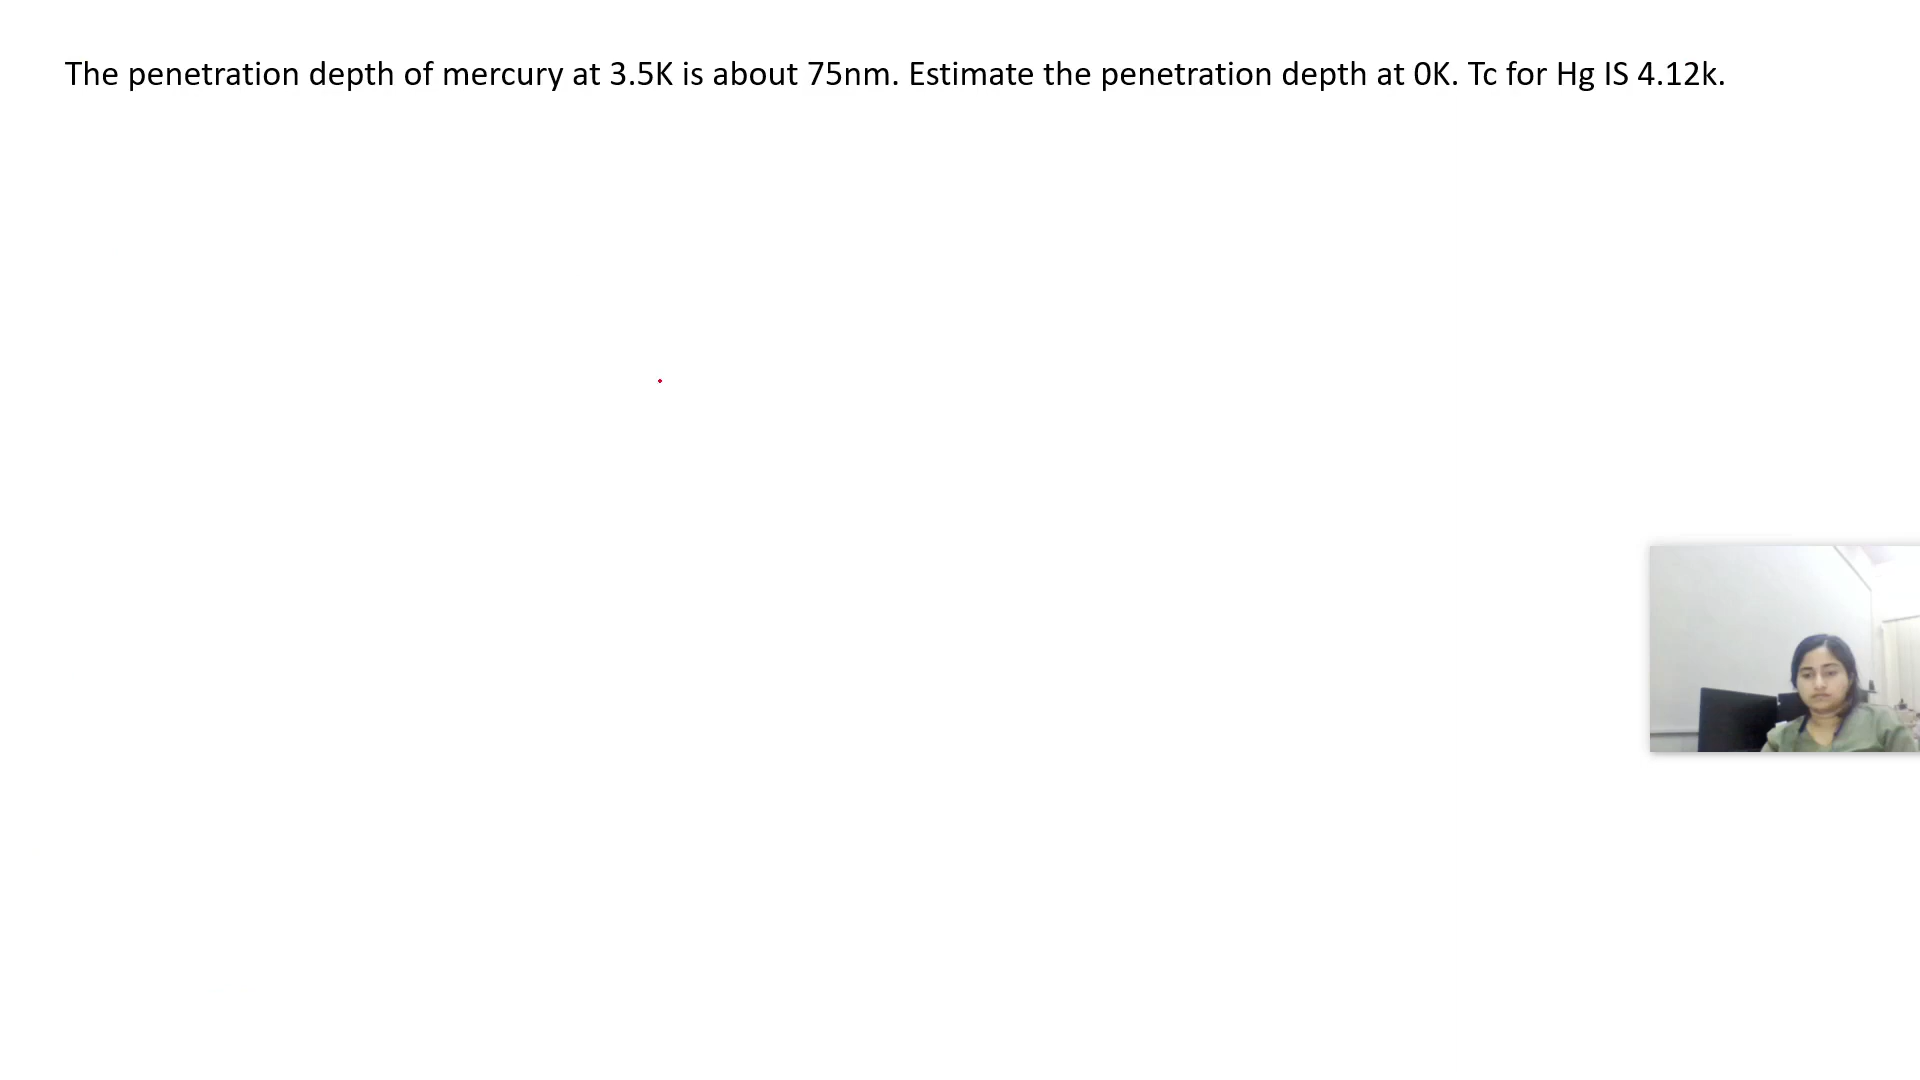 The penetration depth of mercury at 3.5K is about 75nm. Estimate the penetration depth at 0K. Tc for Hg IS 4.12k.